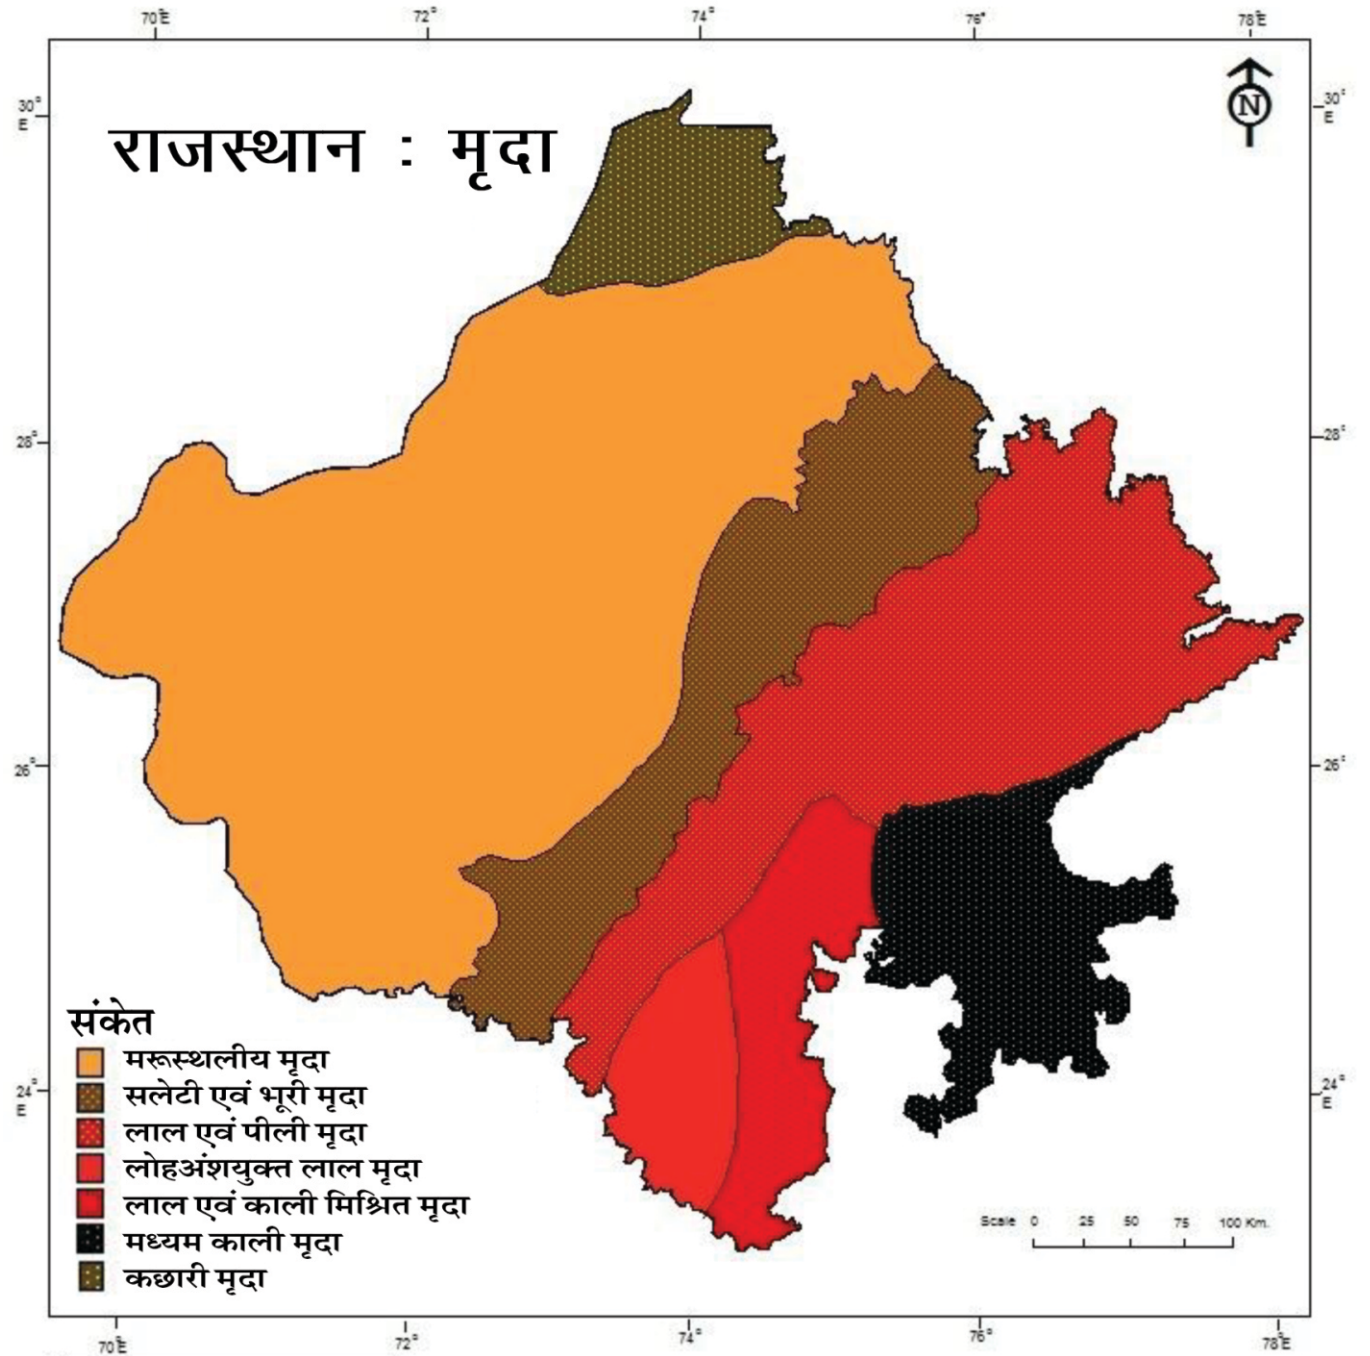 70°E 72° 74° 76° 78°E
30° E 30° E
N
राजस्थान : मृदा
28° 28°
26° 26°
24° E 24° E
संकेत
मरूस्थलीय मृदा
सलेटी एवं भूरी मृदा
लाल एवं पीली मृदा
लोहअंशयुक्त लाल मृदा
लाल एवं काली मिश्रित मृदा
मध्यम काली मृदा
कछारी मृदा
Scale 0 25 50 75 100 Km.
70°E 72° 74° 76° 78°E